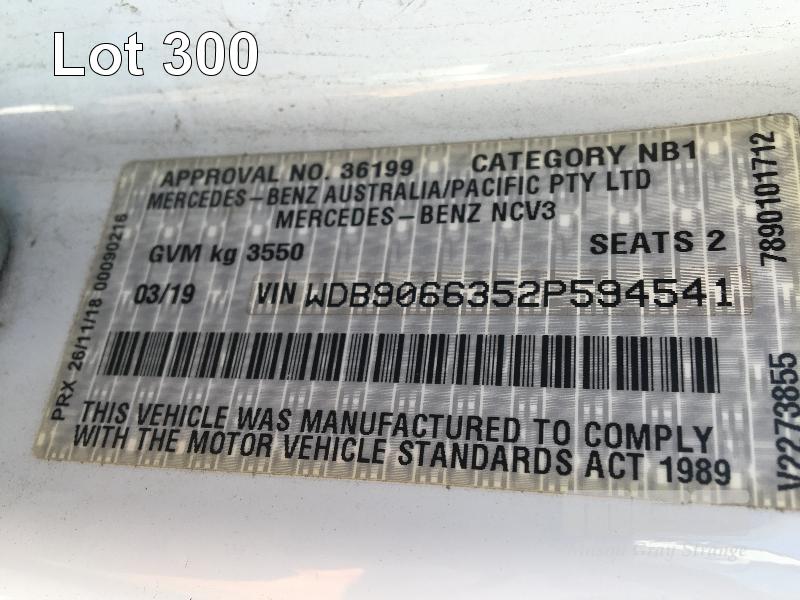 Lot 300
APPROVAL NO. 36199 CATEGORY NB1
MERCEDES-BENZ AUSTRALIA/PACIFIC PTY LTD
MERCEDES-BENZ NCV3
GVM kg 3550 SEATS 2
03/19 VIN WDB9066352P594541
THIS VEHICLE WAS MANUFACTURED TO COMPLY
WITH THE MOTOR VEHICLE STANDARDS ACT 1989
PRX 26/11/18 00090216
7890101712
V2273855
Gray Strange